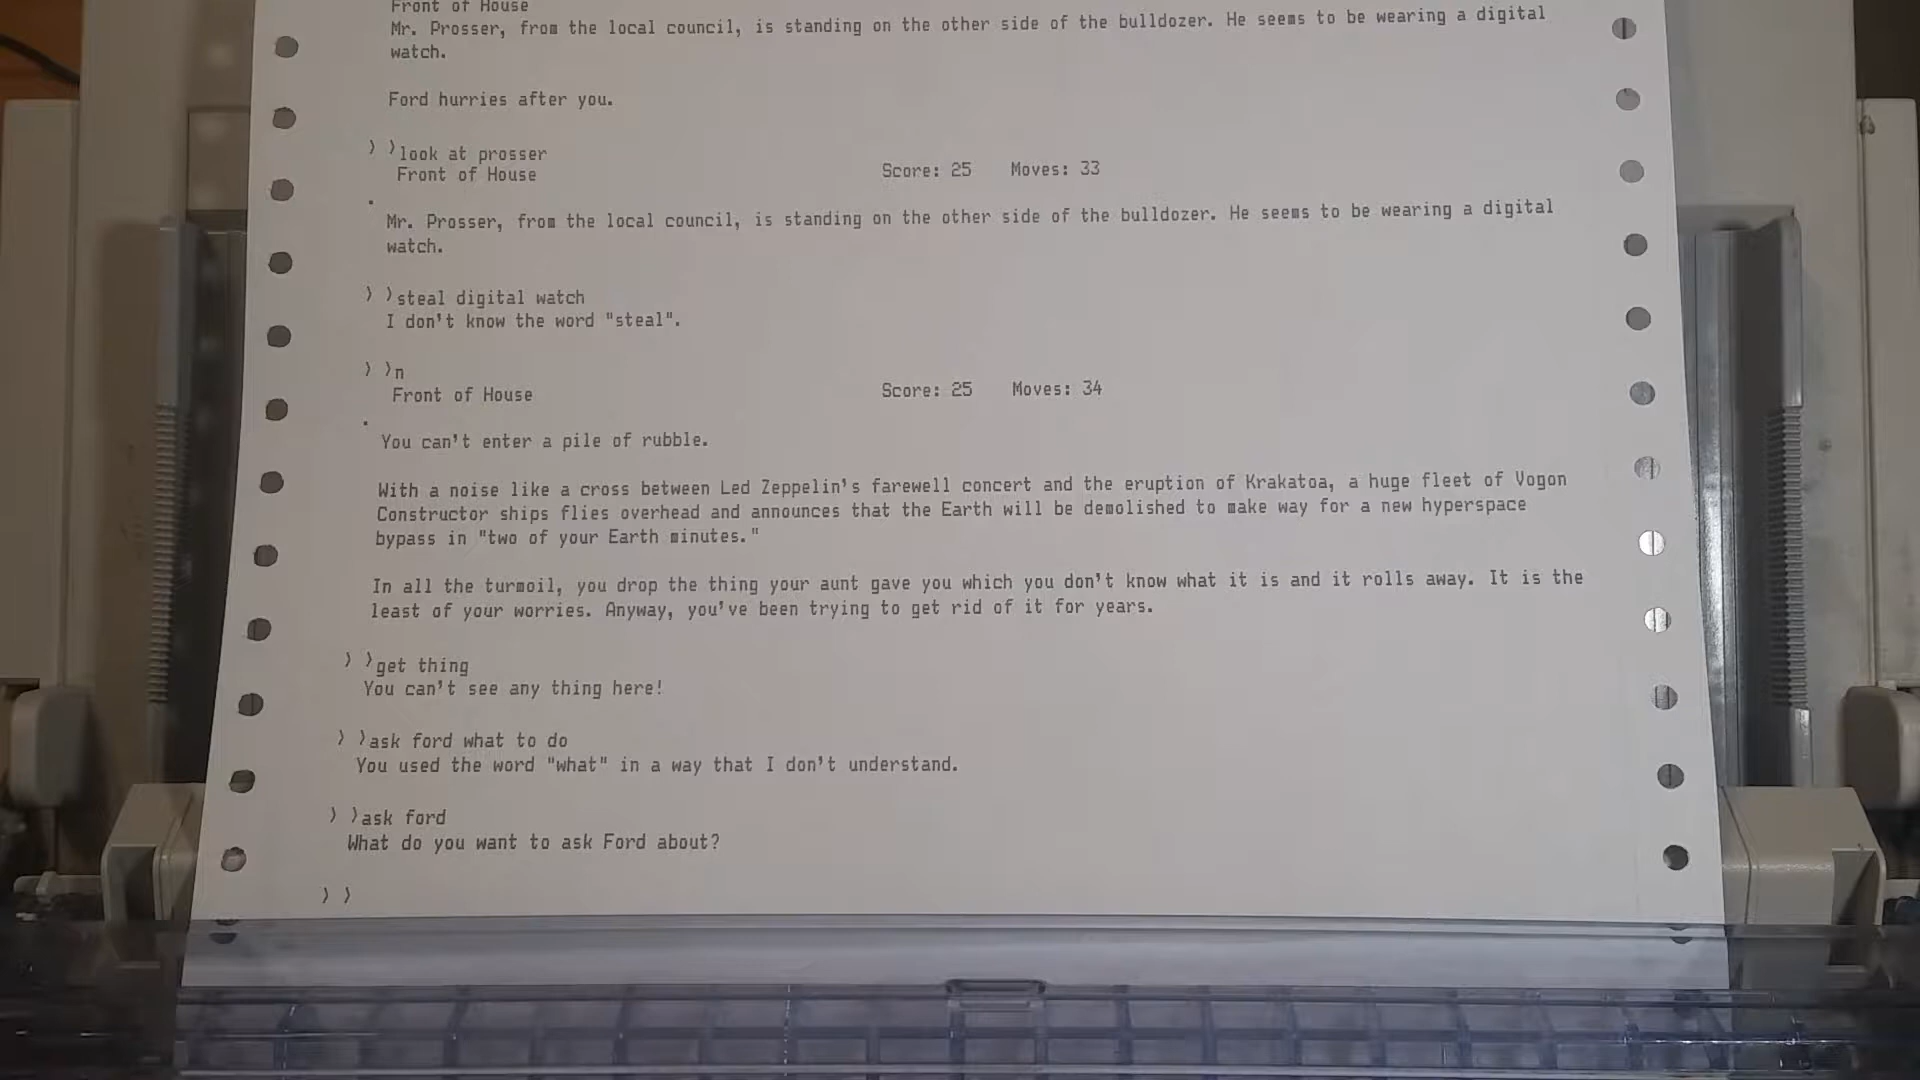 Front of House
Mr. Prosser, from the local council, is standing on the other side of the bulldozer. He seems to be wearing a digital
watch.
Ford hurries after you.
> >look at prosser
Front of House Score: 25 Moves: 33
.
Mr. Prosser, from the local council, is standing on the other side of the bulldozer. He seems to be wearing a digital
watch.
> >steal digital watch
I don't know the word "steal".
> >n
Front of House Score: 25 Moves: 34
.
You can't enter a pile of rubble.
With a noise like a cross between Led Zeppelin's farewell concert and the eruption of Krakatoa, a huge fleet of Vogon
Constructor ships flies overhead and announces that the Earth will be demolished to make way for a new hyperspace
bypass in "two of your Earth minutes."
In all the turmoil, you drop the thing your aunt gave you which you don't know what it is and it rolls away. It is the
least of your worries. Anyway, you've been trying to get rid of it for years.
> >get thing
You can't see any thing here!
> >ask ford what to do
You used the word "what" in a way that I don't understand.
> >ask ford
What do you want to ask Ford about?
> >